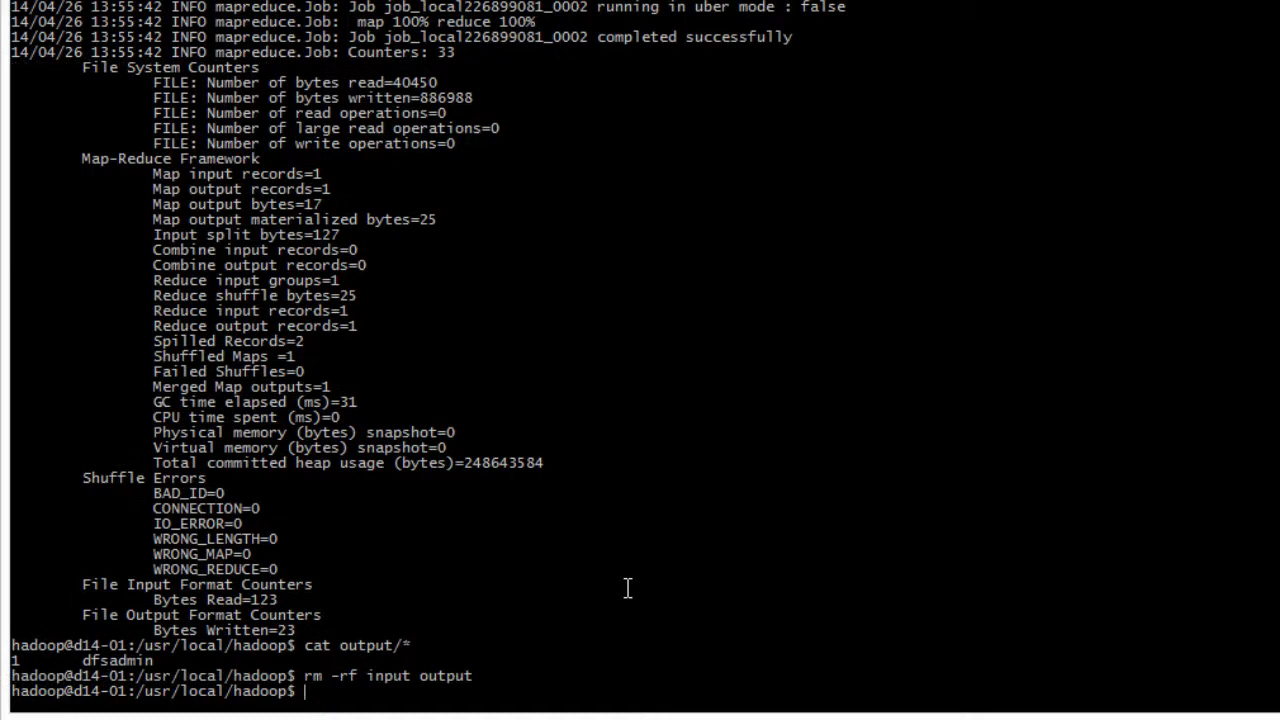 14/04/26 13:55:42 INFO mapreduce.Job: Job job_local226899081_0002 running in uber mode : false
14/04/26 13:55:42 INFO mapreduce.Job:  map 100% reduce 100%
14/04/26 13:55:42 INFO mapreduce.Job: Job job_local226899081_0002 completed successfully
14/04/26 13:55:42 INFO mapreduce.Job: Counters: 33
File System Counters
FILE: Number of bytes read=40450
FILE: Number of bytes written=886988
FILE: Number of read operations=0
FILE: Number of large read operations=0
FILE: Number of write operations=0
Map-Reduce Framework
Map input records=1
Map output records=1
Map output bytes=17
Map output materialized bytes=25
Input split bytes=127
Combine input records=0
Combine output records=0
Reduce input groups=1
Reduce shuffle bytes=25
Reduce input records=1
Reduce output records=1
Spilled Records=2
Shuffled Maps =1
Failed Shuffles=0
Merged Map outputs=1
GC time elapsed (ms)=31
CPU time spent (ms)=0
Physical memory (bytes) snapshot=0
Virtual memory (bytes) snapshot=0
Total committed heap usage (bytes)=248643584
Shuffle Errors
BAD_ID=0
CONNECTION=0
IO_ERROR=0
WRONG_LENGTH=0
WRONG_MAP=0
WRONG_REDUCE=0
File Input Format Counters
Bytes Read=123
File Output Format Counters
Bytes Written=23
hadoop@d14-01:/usr/local/hadoop$ cat output/*
1       dfsadmin
hadoop@d14-01:/usr/local/hadoop$ rm -rf input output
hadoop@d14-01:/usr/local/hadoop$